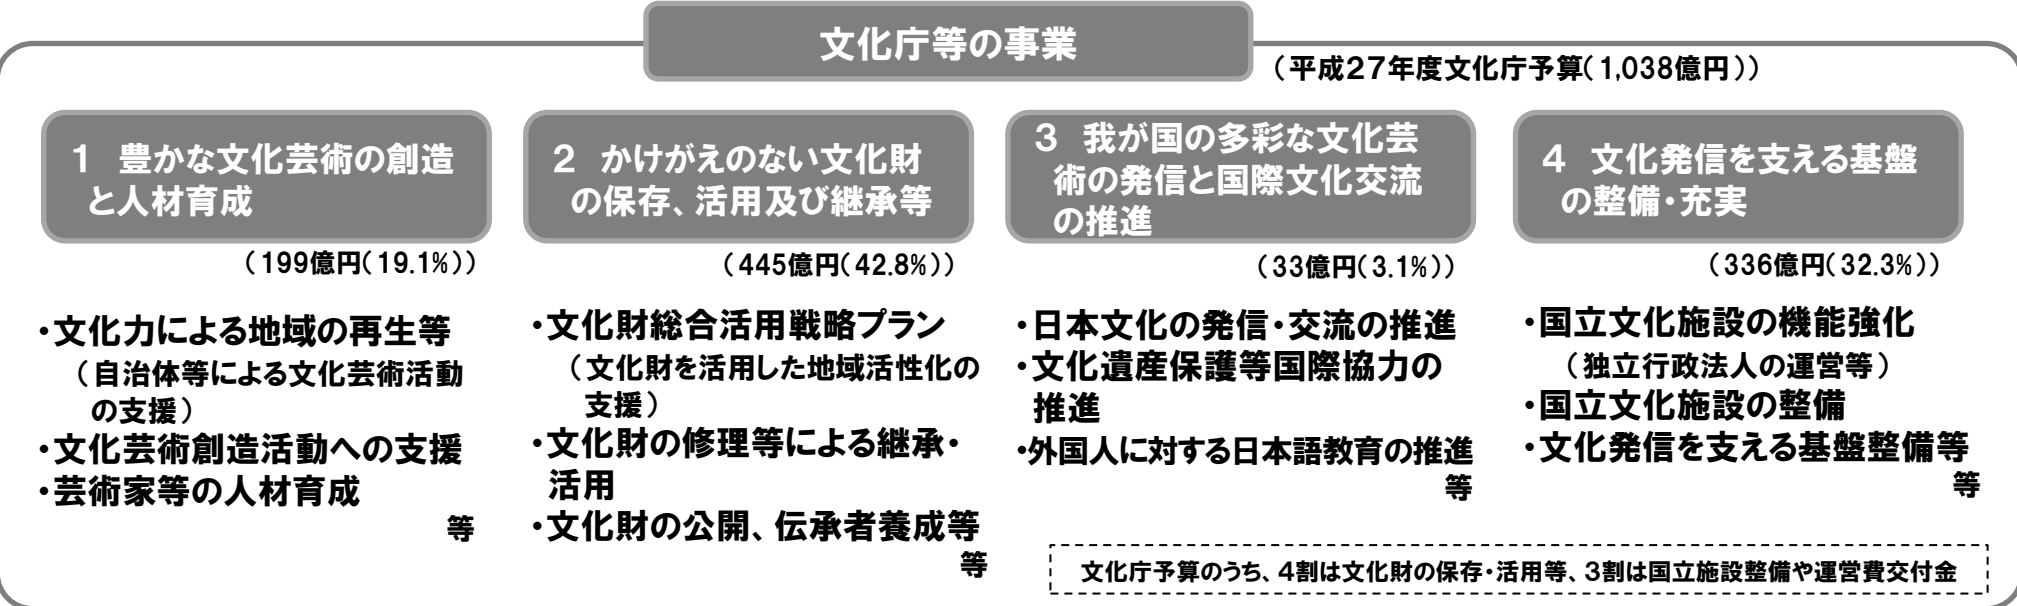 文化庁等の事業
（平成27年度文化庁予算（1,038億円））
1　豊かな文化芸術の創造
と人材育成
（199億円（19.1%））
・文化力による地域の再生等
（自治体等による文化芸術活動
の支援）
・文化芸術創造活動への支援
・芸術家等の人材育成
等
2　かけがえのない文化財
の保存、活用及び継承等
（445億円（42.8%））
・文化財総合活用戦略プラン
（文化財を活用した地域活性化の
支援）
・文化財の修理等による継承・
活用
・文化財の公開、伝承者養成等
等
3　我が国の多彩な文化芸
術の発信と国際文化交流
の推進
（33億円（3.1%））
・日本文化の発信・交流の推進
・文化遺産保護等国際協力の
推進
・外国人に対する日本語教育の推進
等
4　文化発信を支える基盤
の整備・充実
（336億円（32.3%））
・国立文化施設の機能強化
（独立行政法人の運営等）
・国立文化施設の整備
・文化発信を支える基盤整備等
等
文化庁予算のうち、4割は文化財の保存・活用等、3割は国立施設整備や運営費交付金